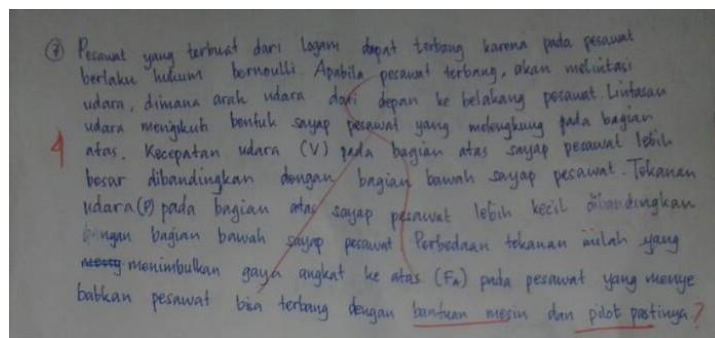 7 Pesawat yang terbuat dari logam dapat terbang karena pada pesawat
berlaku hukum bernoulli. Apabila pesawat terbang, akan melintasi
udara, dimana arah udara dari depan ke belakang pesawat. Lintasan
udara mengikuti bentuk sayap pesawat yang melengkung pada bagian
4 atas. Kecepatan udara (V) pada bagian atas sayap pesawat lebih
besar dibandingkan dengan bagian bawah sayap pesawat. Tekanan
udara (P) pada bagian atas sayap pesawat lebih kecil dibandingkan
dengan bagian bawah sayap pesawat. Perbedaan tekanan inilah yang
menimbulkan gaya angkat ke atas (FA) pada pesawat yang menye
babkan pesawat bisa terbang dengan bantuan mesin dan pilot pastinya ?